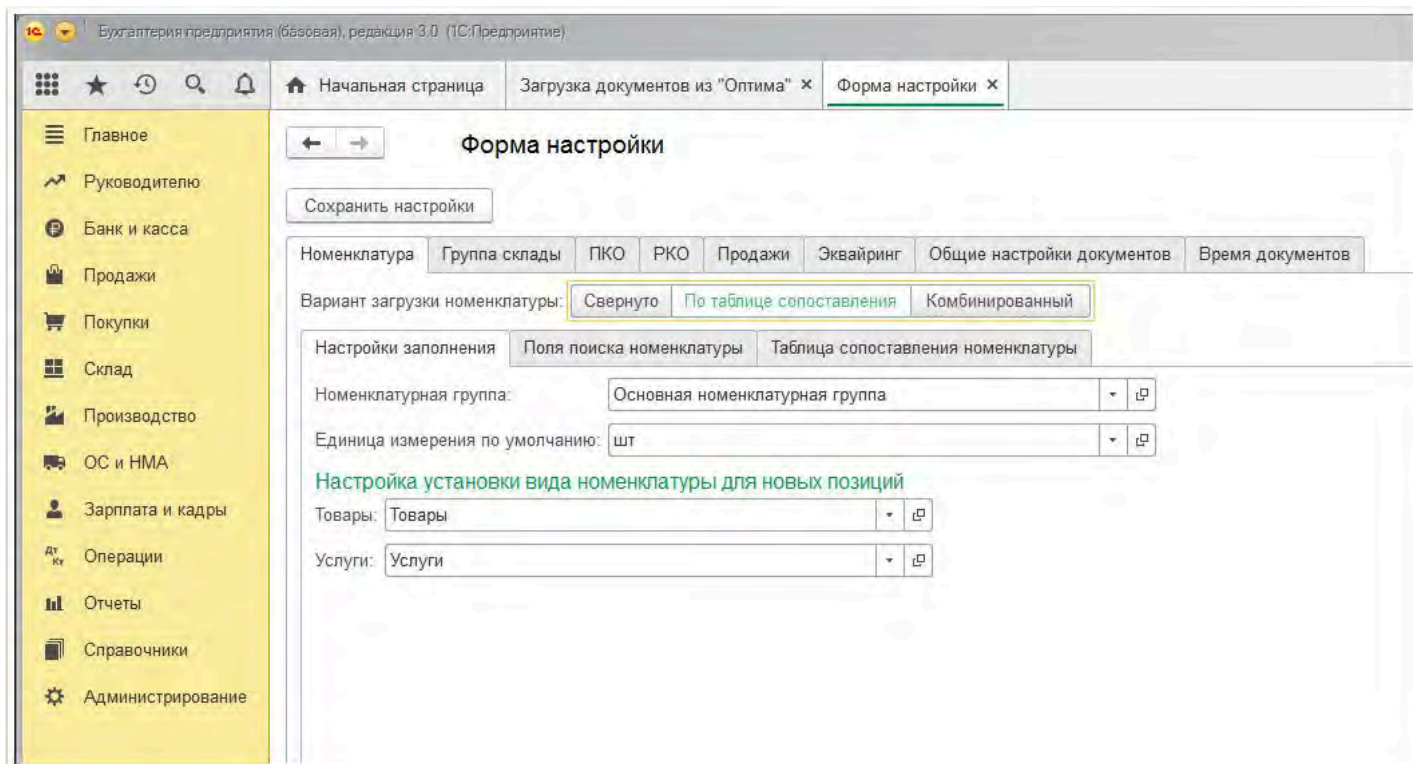 1С Бухгалтерия предприятия (базовая), редакция 3.0 (1С:Предприятие)
Начальная страница Загрузка документов из "Оптима" × Форма настройки ×
Главное
Руководителю
Банк и касса
Продажи
Покупки
Склад
Производство
ОС и НМА
Зарплата и кадры
Дт Кт Операции
Отчеты
Справочники
Администрирование
Форма настройки
Сохранить настройки
Номенклатура Группа склады ПКО РКО Продажи Эквайринг Общие настройки документов Время документов
Вариант загрузки номенклатуры: Свернуто По таблице сопоставления Комбинированный
Настройки заполнения Поля поиска номенклатуры Таблица сопоставления номенклатуры
Номенклатурная группа: Основная номенклатурная группа
Единица измерения по умолчанию: шт
Настройка установки вида номенклатуры для новых позиций
Товары: Товары
Услуги: Услуги